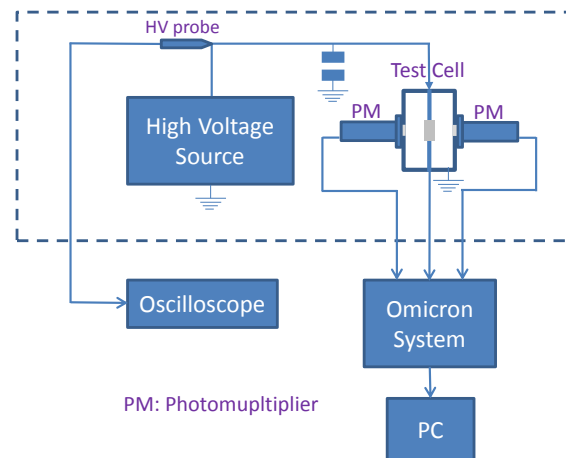 HV probe
Test Cell
PM
PM
High Voltage
Source
Oscilloscope
Omicron
System
PM: Photomupltiplier
PC